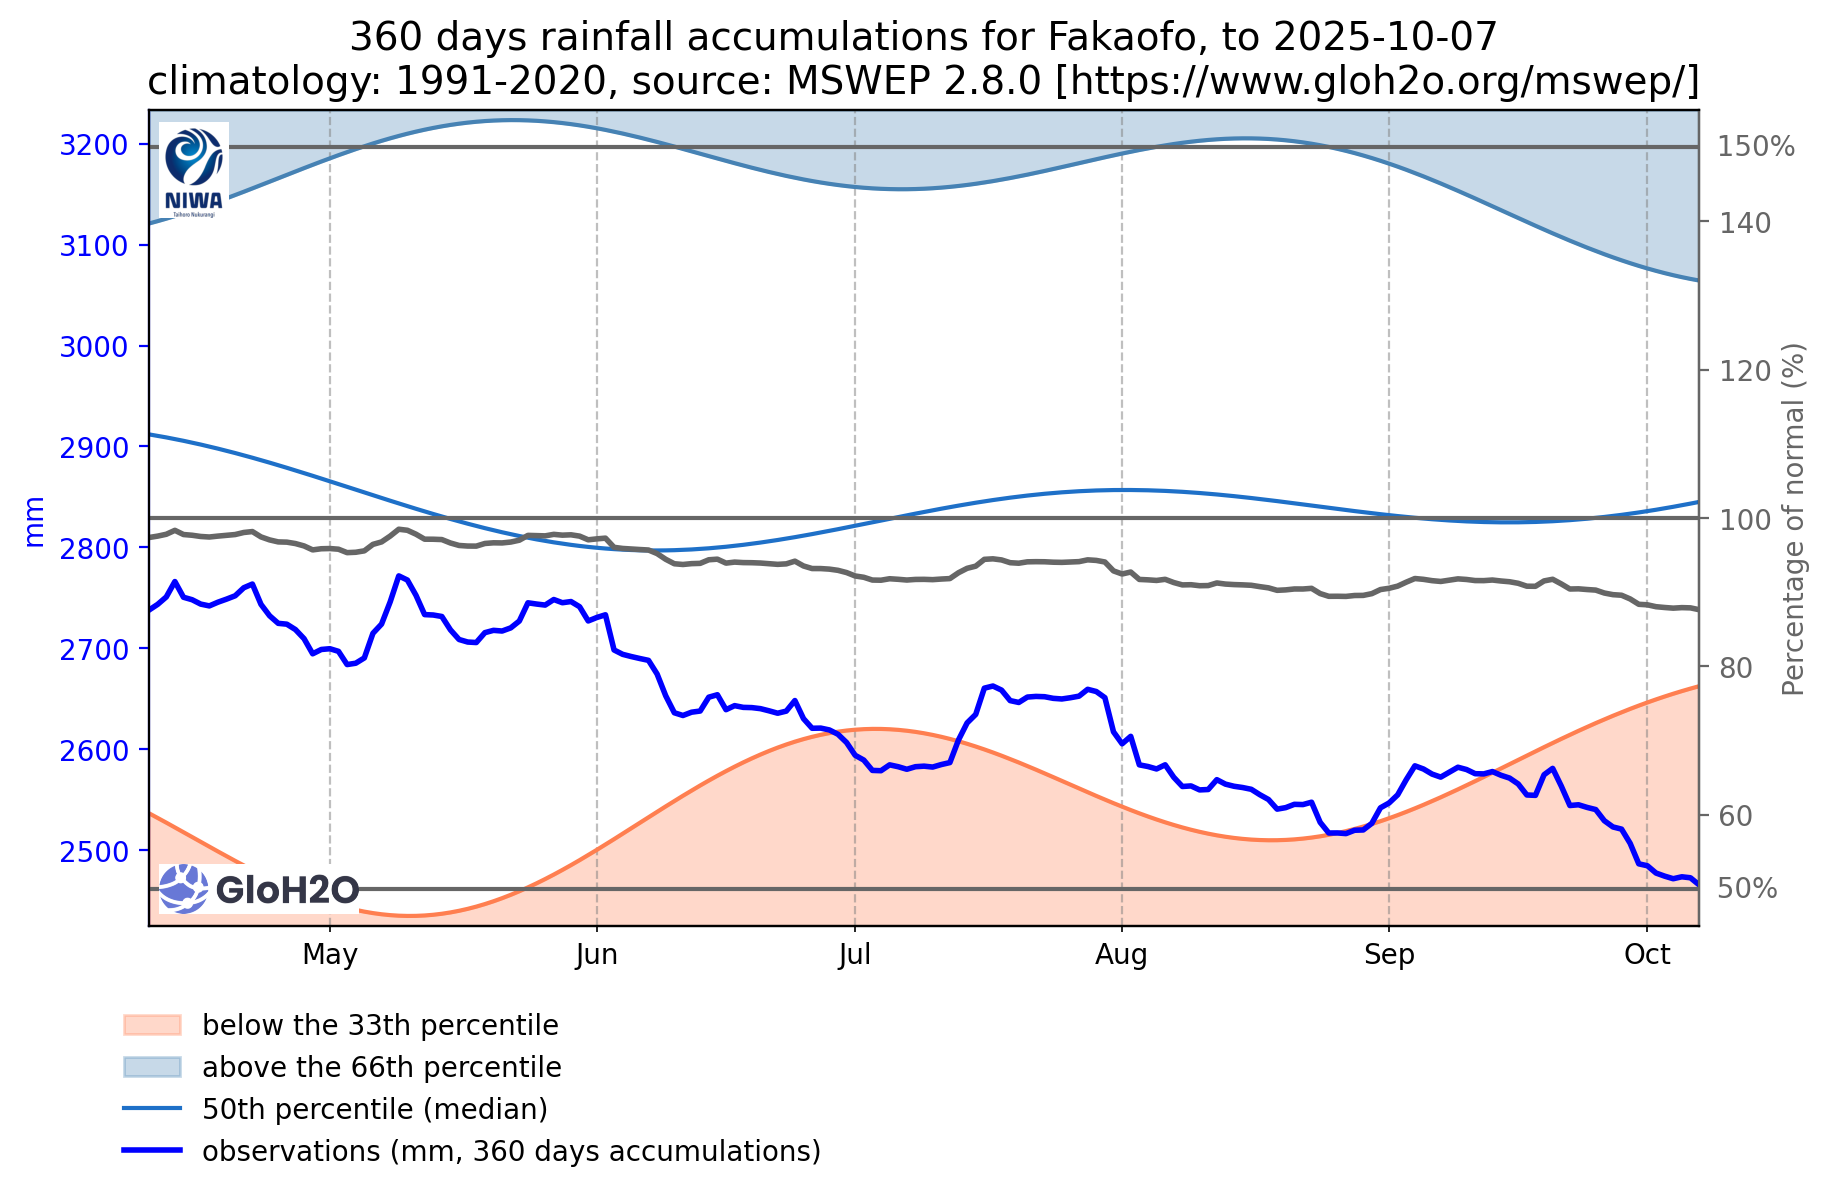 360 days rainfall accumulations for Fakaofo, to 2025-10-07
climatology: 1991-2020, source: MSWEP 2.8.0 [https://www.gloh2o.org/mswep/]
NIWA
Taihoro Nukurangi
3200
3100
3000
2900
2800
2700
2600
2500
mm
150%
140
120
100
80
60
50%
Percentage of normal (%)
GloH2O
May
Jun
Jul
Aug
Sep
Oct
below the 33th percentile
above the 66th percentile
50th percentile (median)
observations (mm, 360 days accumulations)